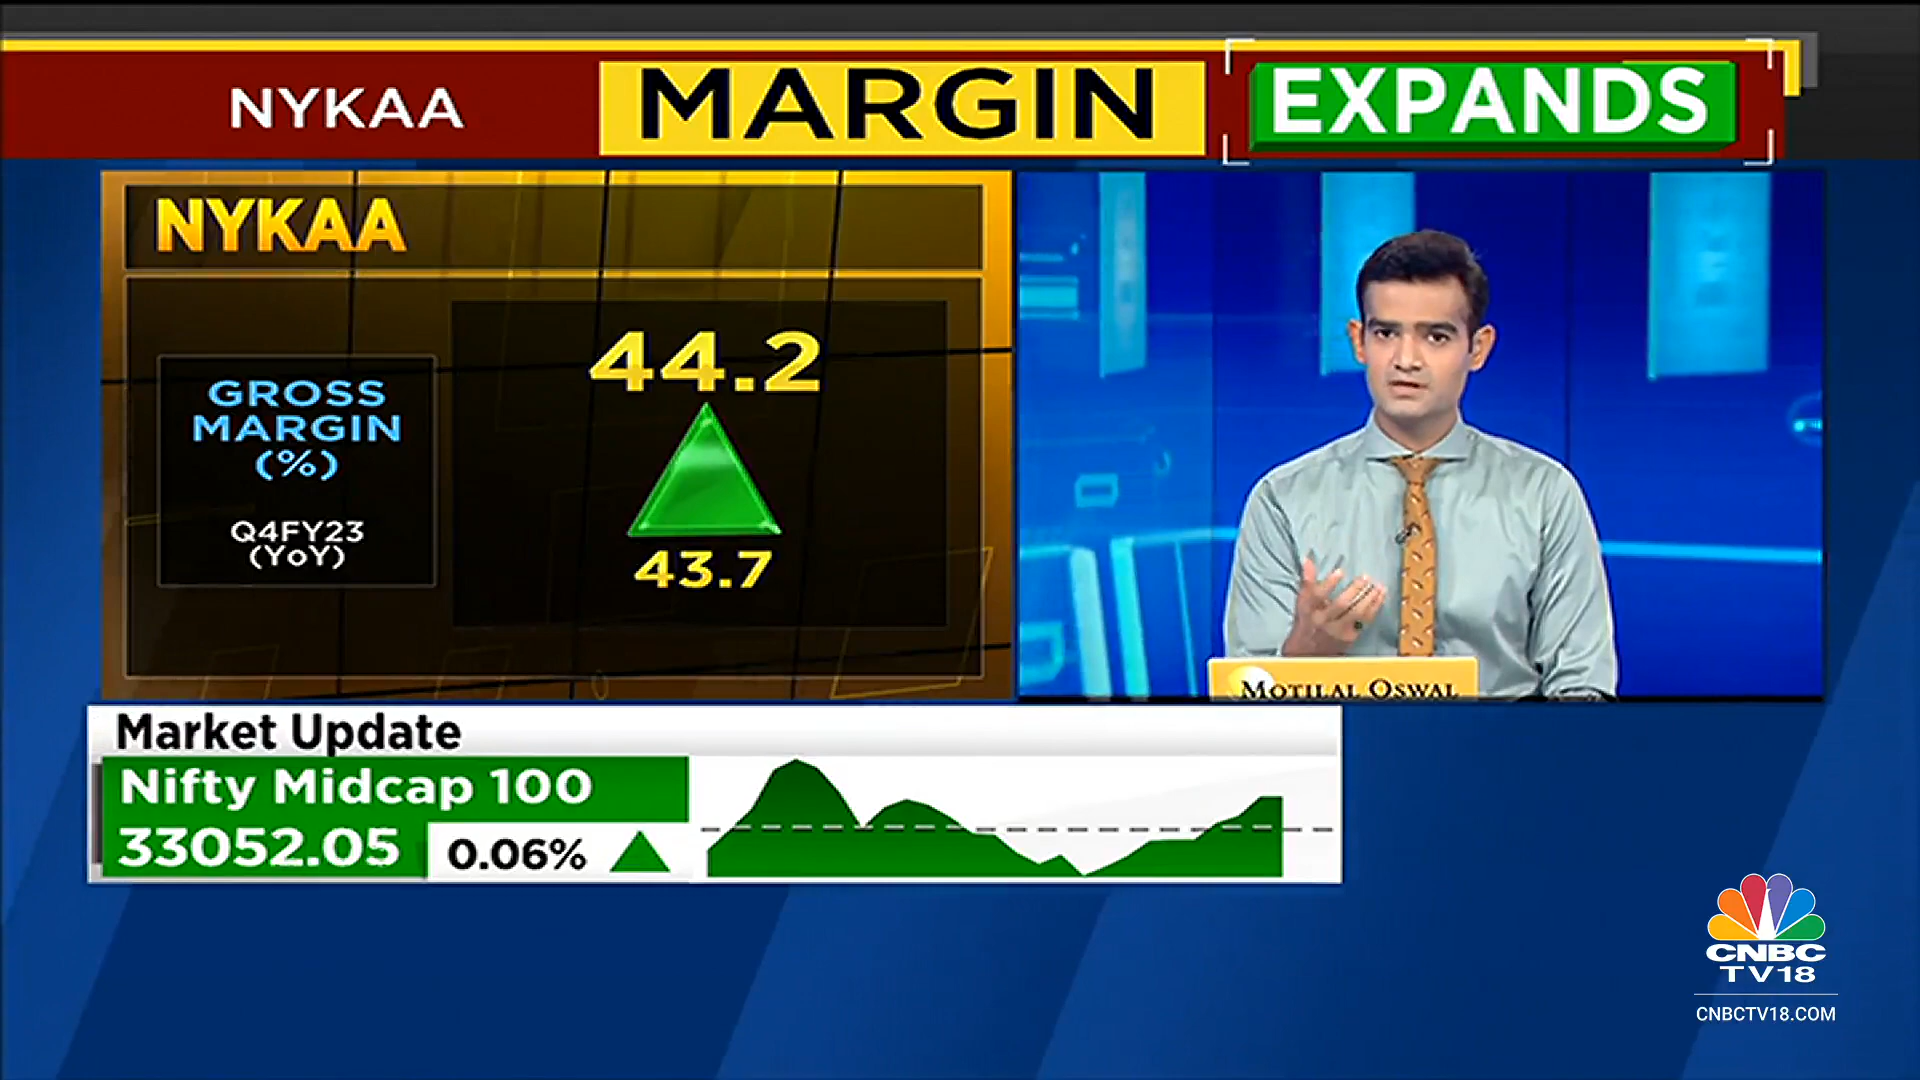 NYKAA MARGIN EXPANDS
NYKAA
GROSS
MARGIN
(%)
Q4FY23
(YoY)
44.2
43.7
MOTILAL OSWAL
Market Update
Nifty Midcap 100
33052.05 0.06%
CNBC
TV18
CNBCTV18.COM